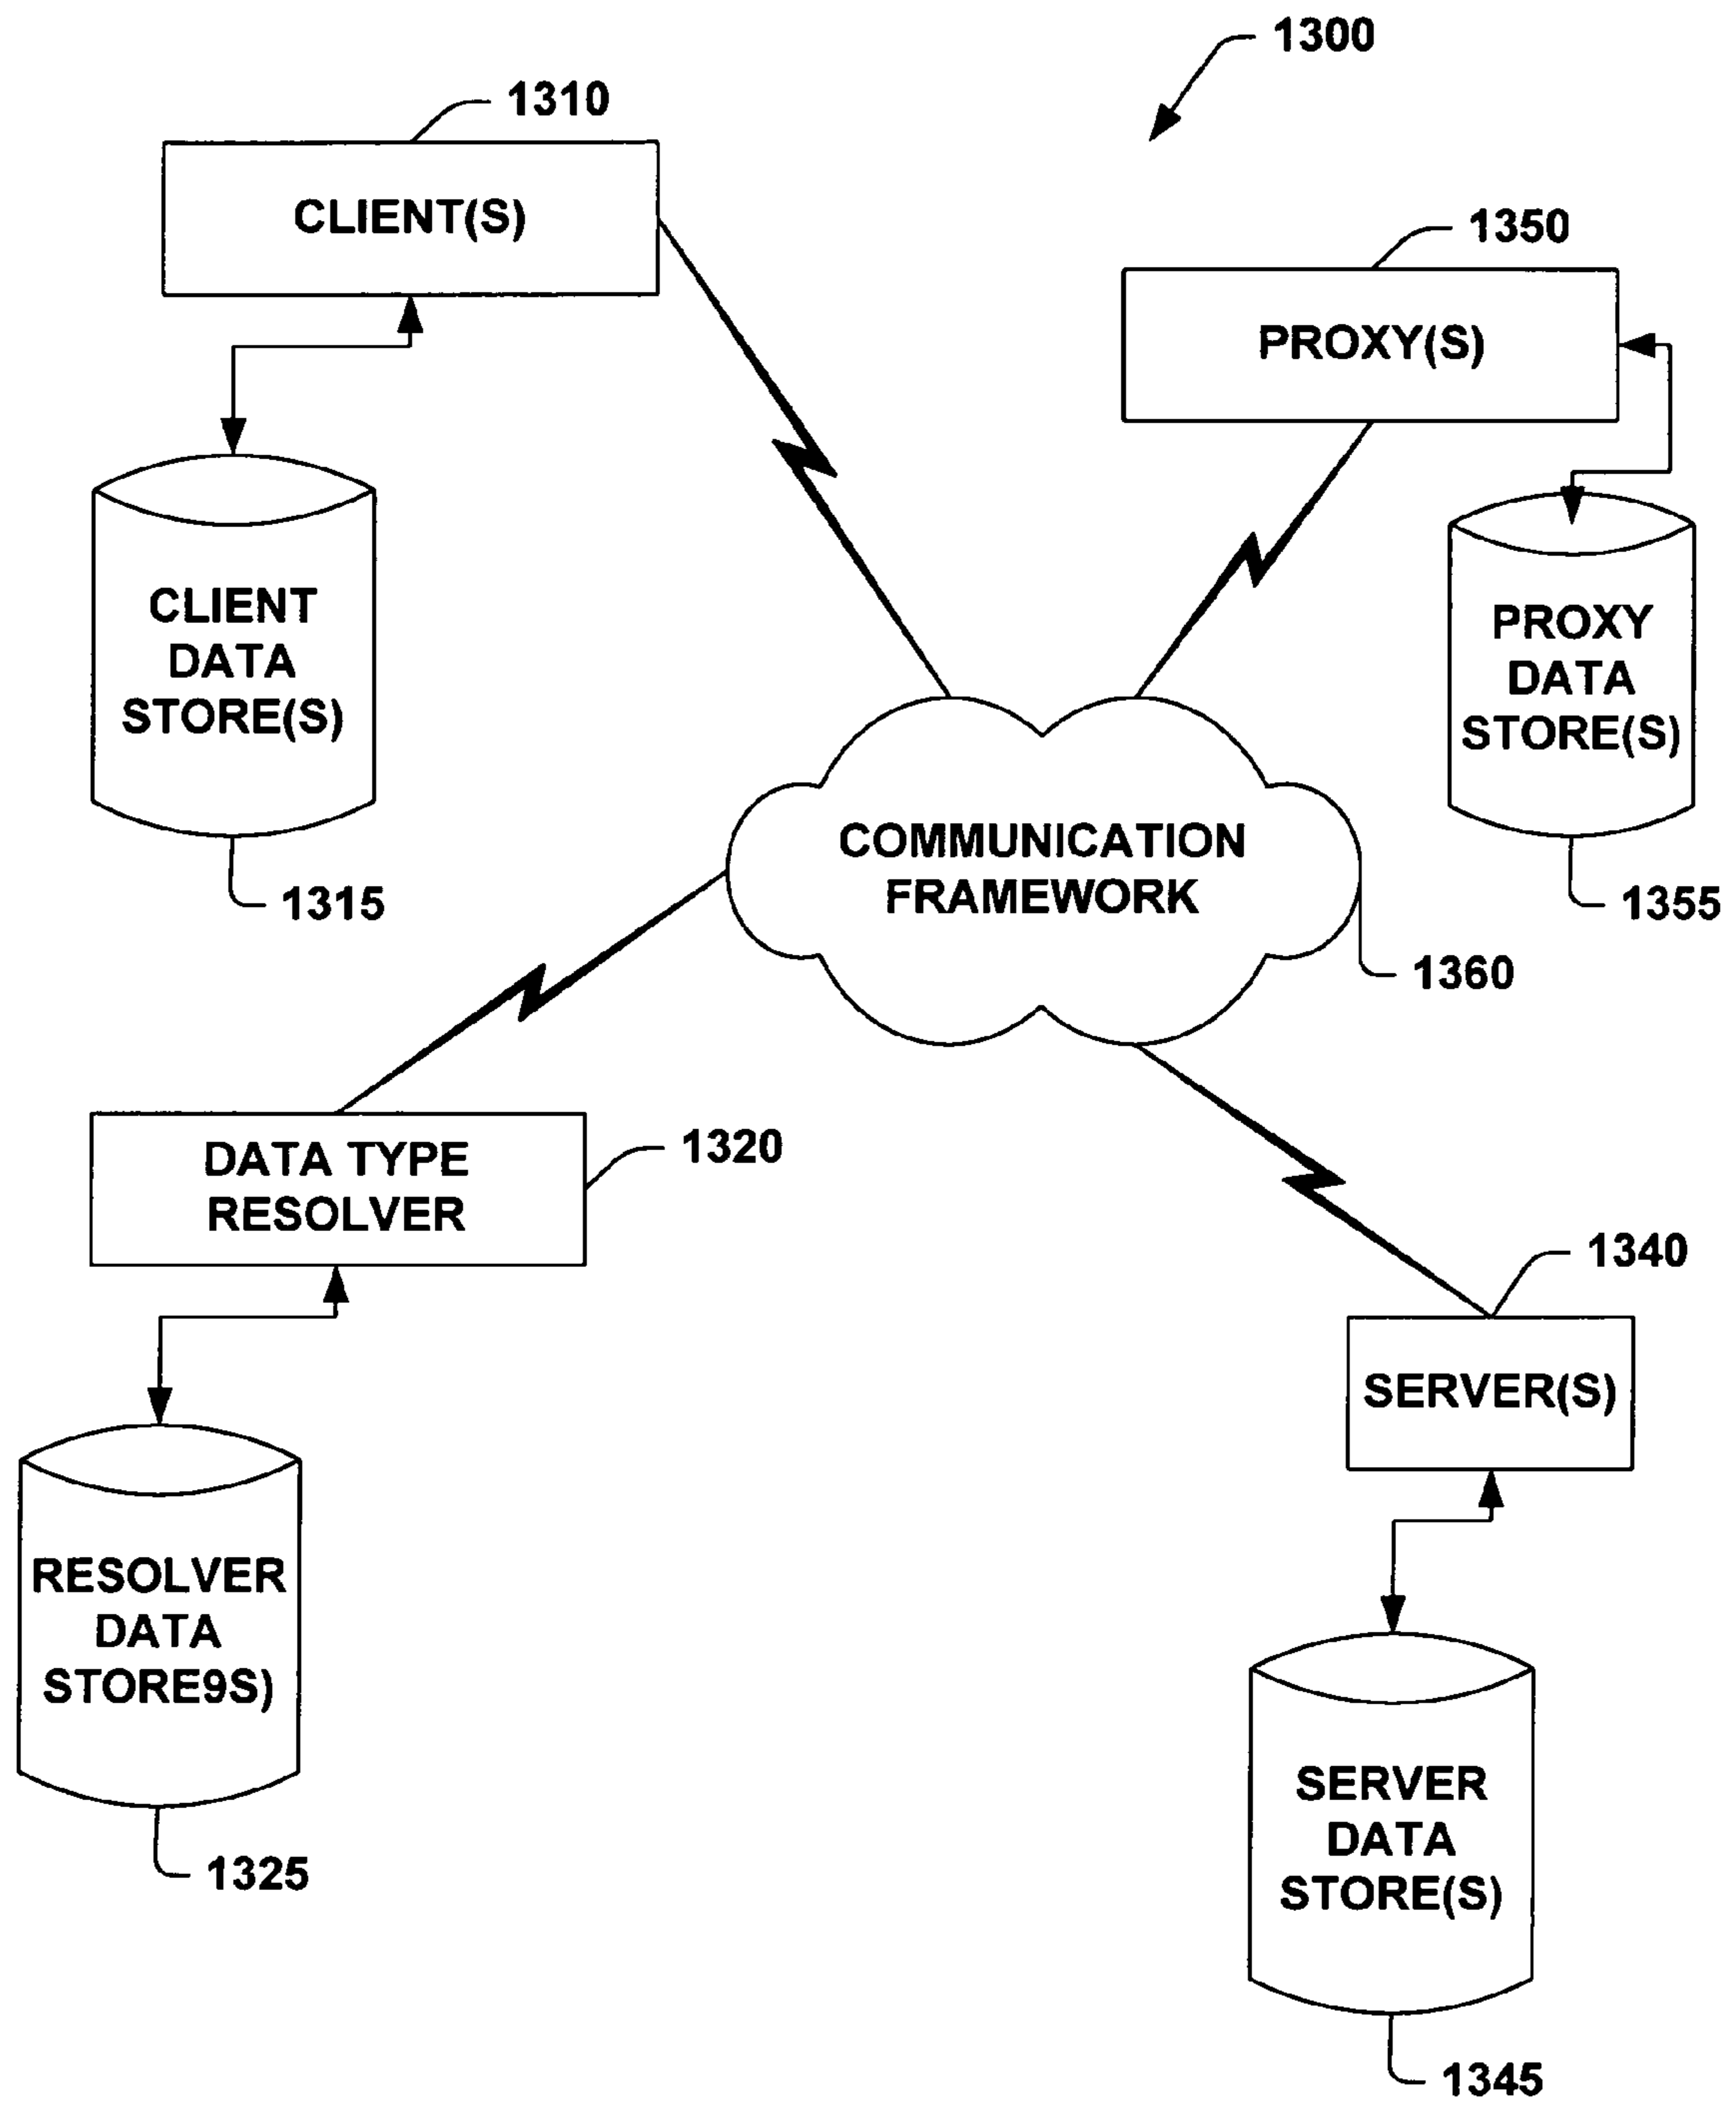 1300
1310
CLIENT(S)
1350
PROXY(S)
CLIENT
DATA
STORE(S)
PROXY
DATA
STORE(S)
COMMUNICATION
FRAMEWORK
1315
1355
1360
DATA TYPE
RESOLVER
1320
1340
SERVER(S)
RESOLVER
DATA
STORE9S)
SERVER
DATA
STORE(S)
1325
1345